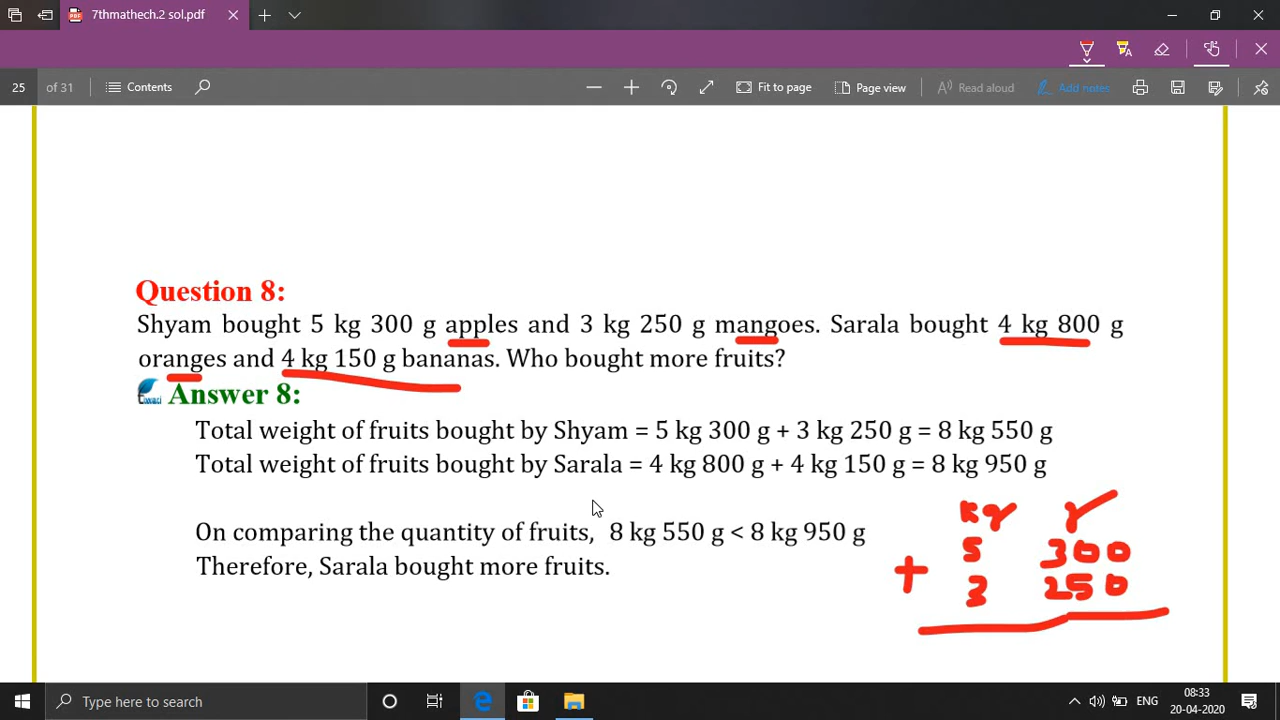 7thmathech.2 sol.pdf
25 of 31 Contents Fit to page Page view Read aloud Add notes
Question 8:
Shyam bought 5 kg 300 g apples and 3 kg 250 g mangoes. Sarala bought 4 kg 800 g
oranges and 4 kg 150 g bananas. Who bought more fruits?
Answer 8:
Total weight of fruits bought by Shyam = 5 kg 300 g + 3 kg 250 g = 8 kg 550 g
Total weight of fruits bought by Sarala = 4 kg 800 g + 4 kg 150 g = 8 kg 950 g
On comparing the quantity of fruits, 8 kg 550 g < 8 kg 950 g
Therefore, Sarala bought more fruits.
kg g
5 300
+ 3 250
Type here to search
ENG
08:33
20-04-2020